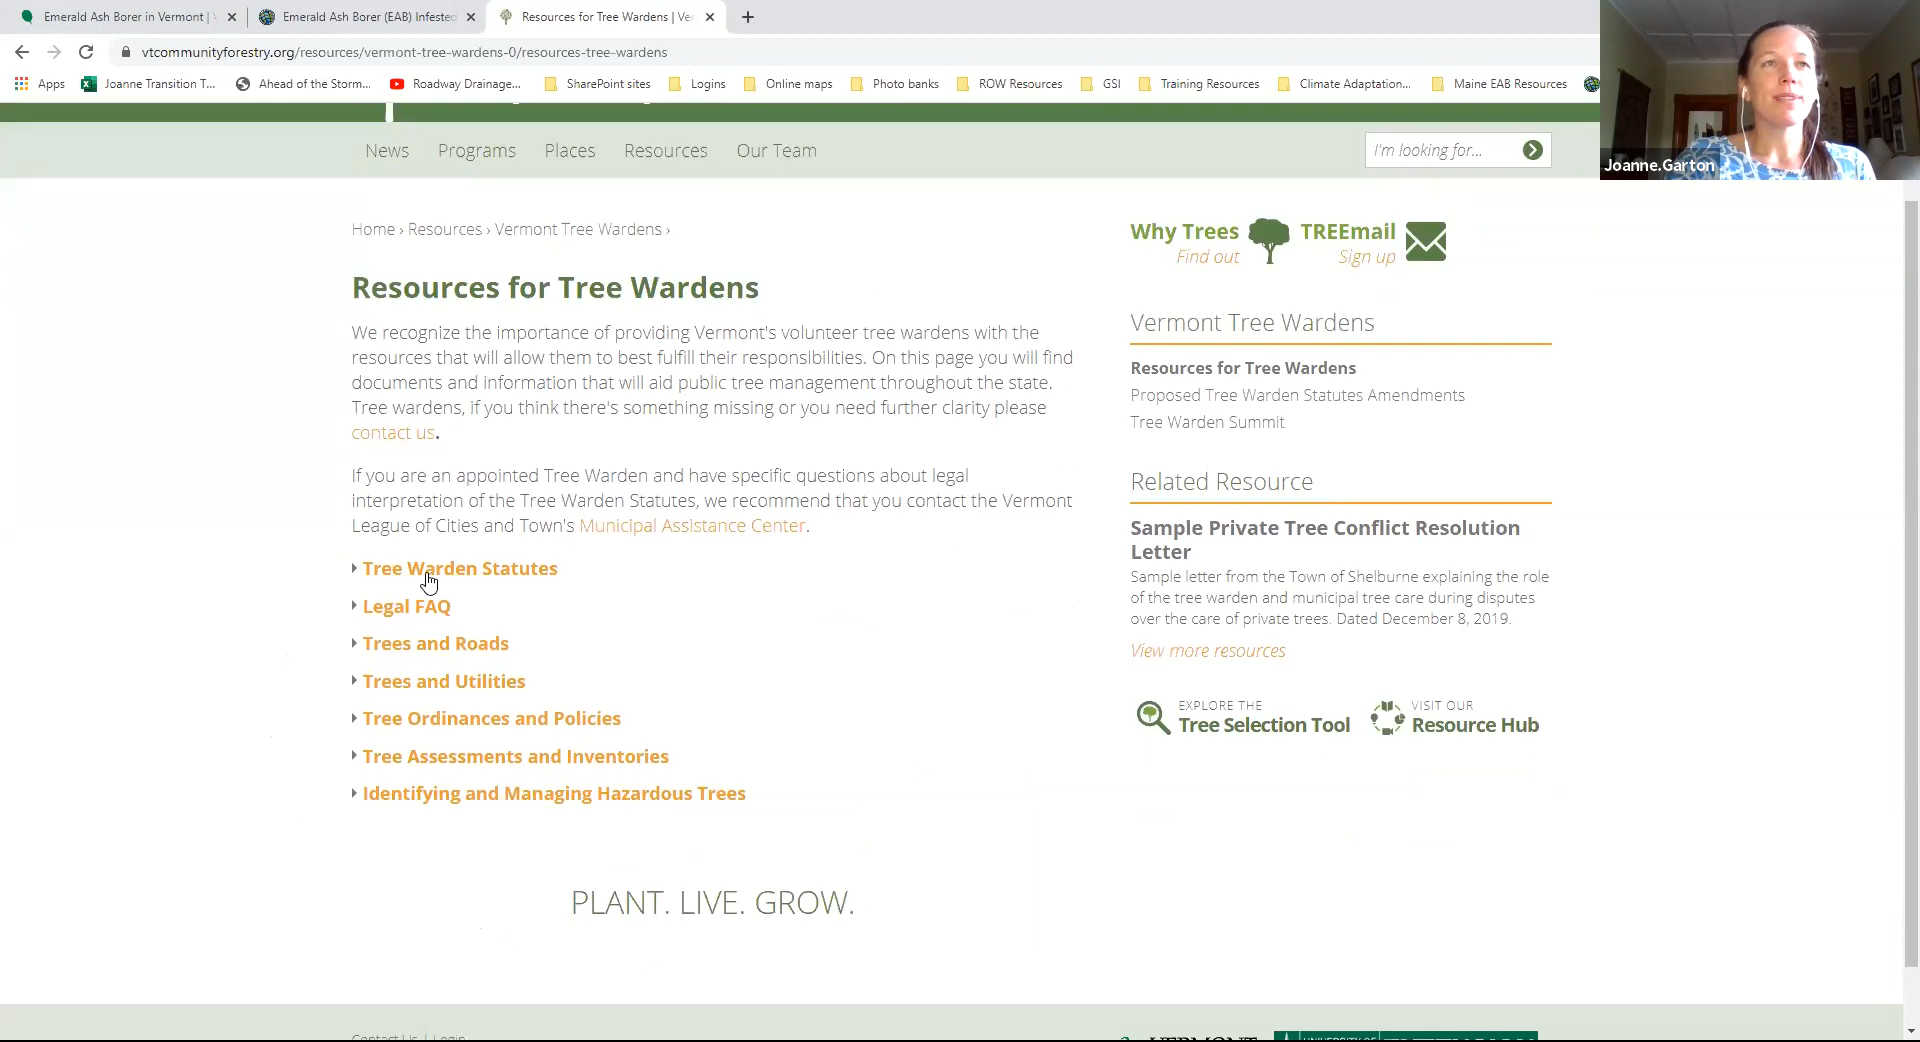 Emerald Ash Borer in Vermont |
Emerald Ash Borer (EAB) Infested
Resources for Tree Wardens | Ve
vtcommunityforestry.org/resources/vermont-tree-wardens-0/resources-tree-wardens
Apps
Joanne Transition T...
Ahead of the Storm...
Roadway Drainage...
SharePoint sites
Logins
Online maps
Photo banks
ROW Resources
GSI
Training Resources
Climate Adaptation...
Maine EAB Resources
Joanne.Garton
News
Programs
Places
Resources
Our Team
I'm looking for...
Home › Resources › Vermont Tree Wardens ›
Resources for Tree Wardens
We recognize the importance of providing Vermont's volunteer tree wardens with the
resources that will allow them to best fulfill their responsibilities. On this page you will find
documents and information that will aid public tree management throughout the state.
Tree wardens, if you think there's something missing or you need further clarity please
contact us.
If you are an appointed Tree Warden and have specific questions about legal
interpretation of the Tree Warden Statutes, we recommend that you contact the Vermont
League of Cities and Town's Municipal Assistance Center.
Tree Warden Statutes
Legal FAQ
Trees and Roads
Trees and Utilities
Tree Ordinances and Policies
Tree Assessments and Inventories
Identifying and Managing Hazardous Trees
Why Trees
Find out
TREEmail
Sign up
Vermont Tree Wardens
Resources for Tree Wardens
Proposed Tree Warden Statutes Amendments
Tree Warden Summit
Related Resource
Sample Private Tree Conflict Resolution
Letter
Sample letter from the Town of Shelburne explaining the role
of the tree warden and municipal tree care during disputes
over the care of private trees. Dated December 8, 2019.
View more resources
EXPLORE THE
Tree Selection Tool
VISIT OUR
Resource Hub
PLANT. LIVE. GROW.
Contact Us | Login
VERMONT
UNIVERSITY OF